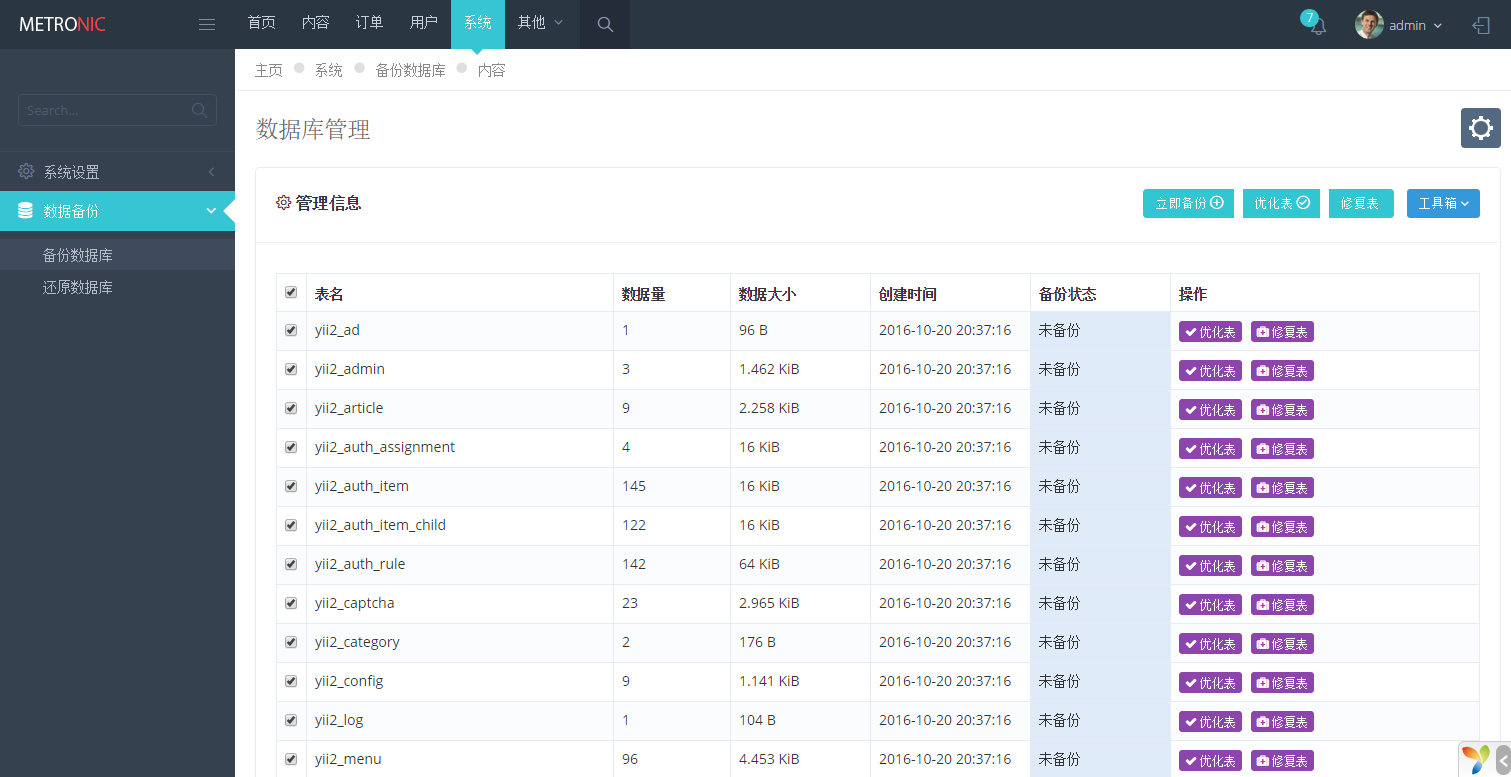 METRONIC
首页 内容 订单 用户 系统 其他
7
admin
主页 系统 备份数据库 内容
Search...
数据库管理
系统设置
数据备份
备份数据库
还原数据库
管理信息
立即备份 优化表 修复表 工具箱
表名 数据量 数据大小 创建时间 备份状态 操作
yii2_ad 1 96 B 2016-10-20 20:37:16 未备份 优化表 修复表
yii2_admin 3 1.462 KiB 2016-10-20 20:37:16 未备份 优化表 修复表
yii2_article 9 2.258 KiB 2016-10-20 20:37:16 未备份 优化表 修复表
yii2_auth_assignment 4 16 KiB 2016-10-20 20:37:16 未备份 优化表 修复表
yii2_auth_item 145 16 KiB 2016-10-20 20:37:16 未备份 优化表 修复表
yii2_auth_item_child 122 16 KiB 2016-10-20 20:37:16 未备份 优化表 修复表
yii2_auth_rule 142 64 KiB 2016-10-20 20:37:16 未备份 优化表 修复表
yii2_captcha 23 2.965 KiB 2016-10-20 20:37:16 未备份 优化表 修复表
yii2_category 2 176 B 2016-10-20 20:37:16 未备份 优化表 修复表
yii2_config 9 1.141 KiB 2016-10-20 20:37:16 未备份 优化表 修复表
yii2_log 1 104 B 2016-10-20 20:37:16 未备份 优化表 修复表
yii2_menu 96 4.453 KiB 2016-10-20 20:37:16 未备份 优化表 修复表